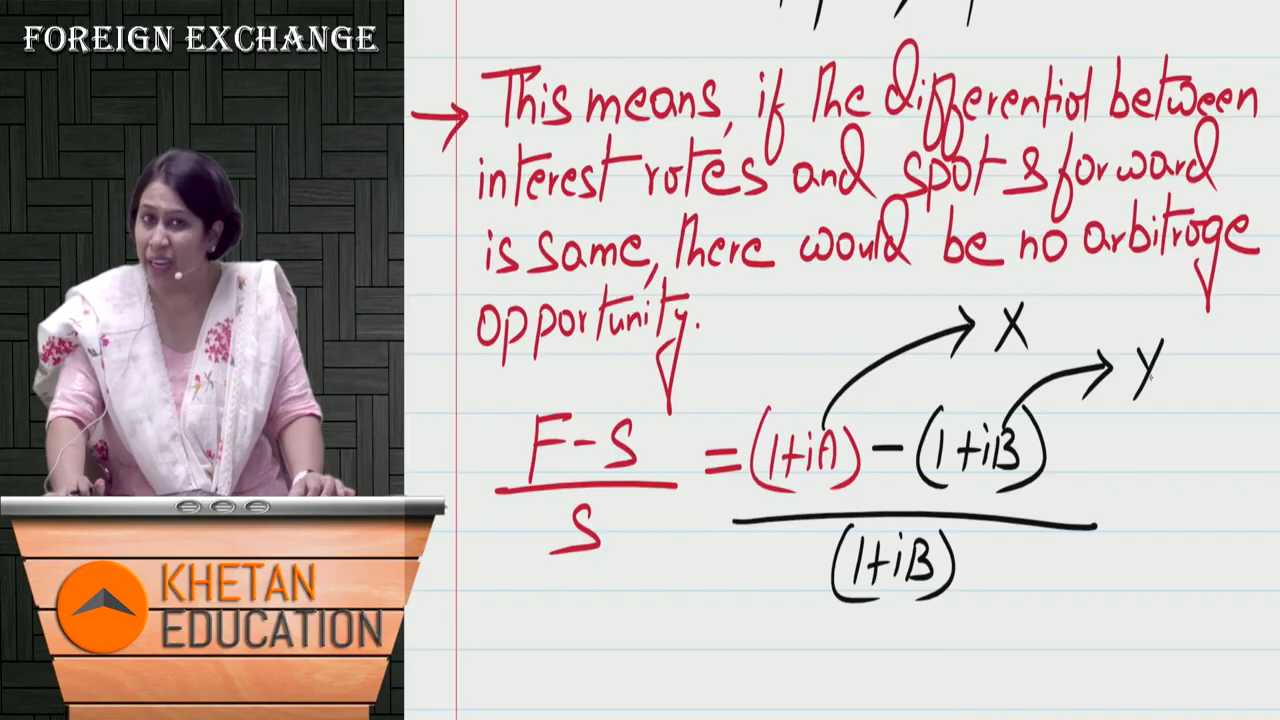 FOREIGN EXCHANGE
→ This means, if the differential between
interest rates and spot & forward
is same, there would be no arbitrage
opportunity.
X
Y
F-S = (1+iA) - (1+iB)
S (1+iB)
KHETAN
EDUCATION